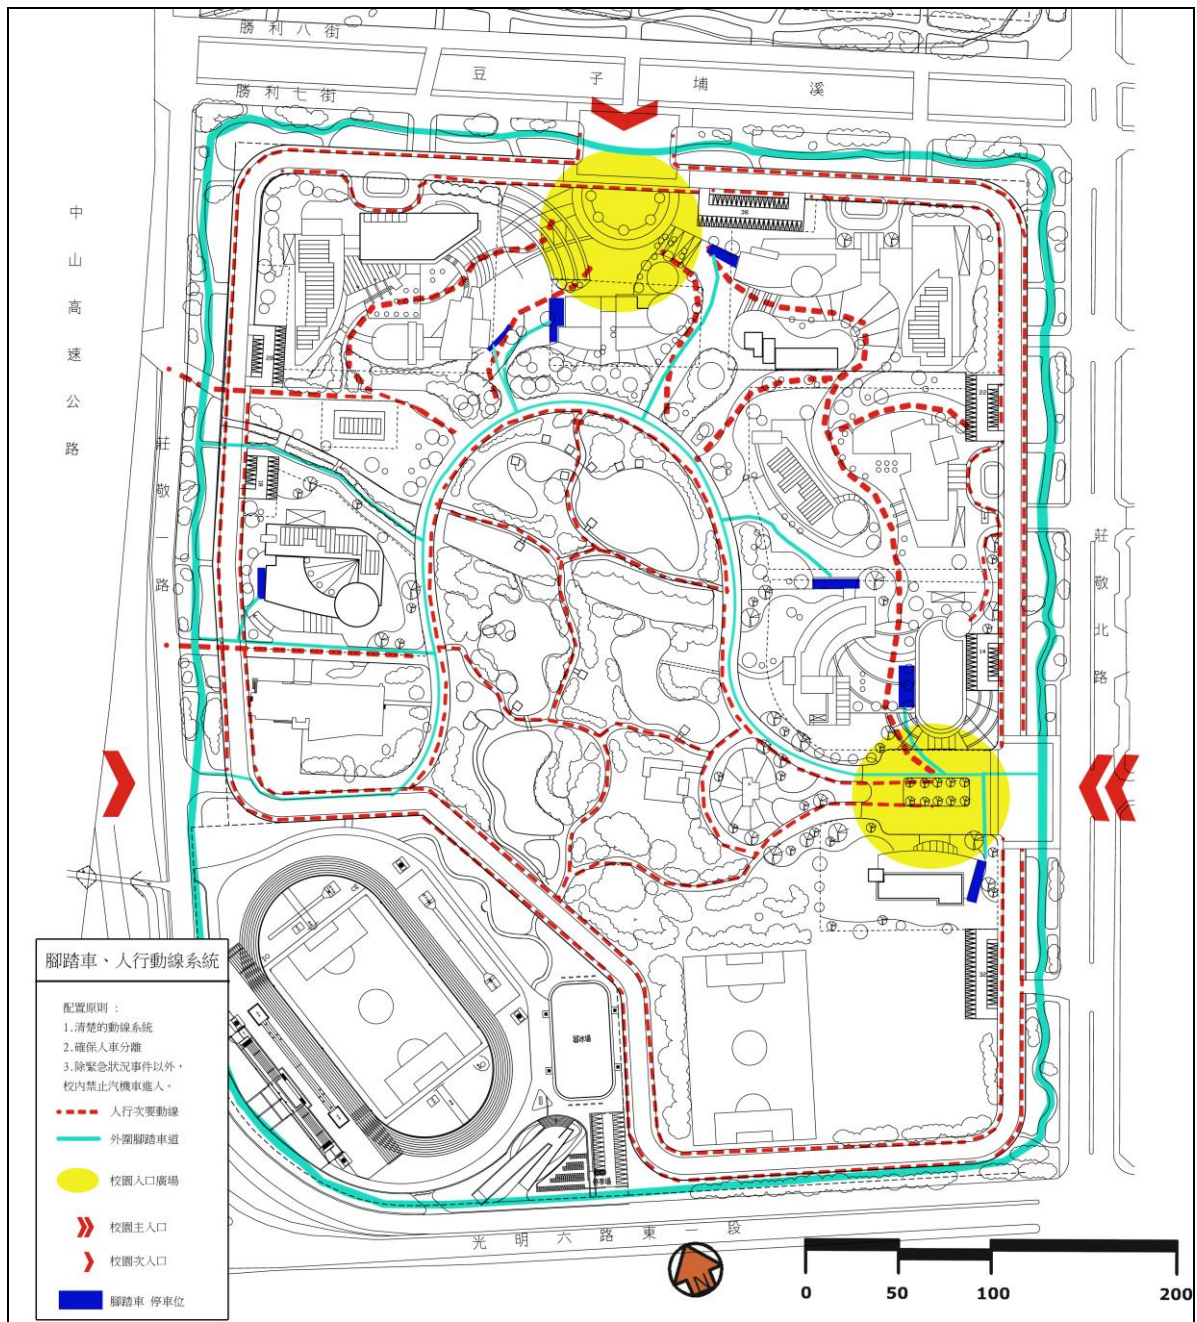 勝利八街
豆子埔溪
勝利七街
中山高速公路
莊敬一路
莊敬北路
38
26
22
18
14
32
腳踏車、人行動線系統
配置原則：
1.清楚的動線系統
2.確保人車分離
3.除緊急狀況事件以外，
校內禁止汽機車進入。
人行次要動線
外圍腳踏車道
校園入口廣場
校園主入口
校園次入口
腳踏車 停車位
光明六路東一段
N
0 50 100 200